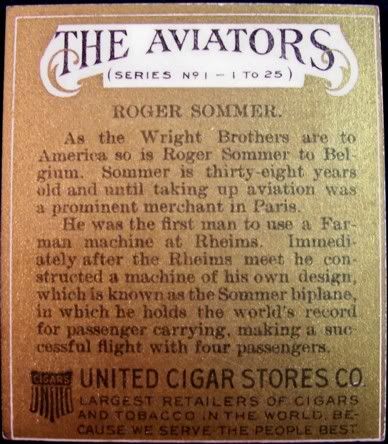 THE AVIATORS
(SERIES No 1 – 1 TO 25)
ROGER SOMMER.
As the Wright Brothers are to
America so is Roger Sommer to Bel-
gium. Sommer is thirty-eight years
old and until taking up aviation was
a prominent merchant in Paris.
He was the first man to use a Far-
man machine at Rheims. Immedi-
ately after the Rheims meet he con-
structed a machine of his own design,
which is known as the Sommer biplane,
in which he holds the world's record
for passenger carrying, making a suc-
cessful flight with four passengers.
CIGARS
UNITED
UNITED CIGAR STORES CO.
LARGEST RETAILERS OF CIGARS
AND TOBACCO IN THE WORLD, BE-
CAUSE WE SERVE THE PEOPLE BEST